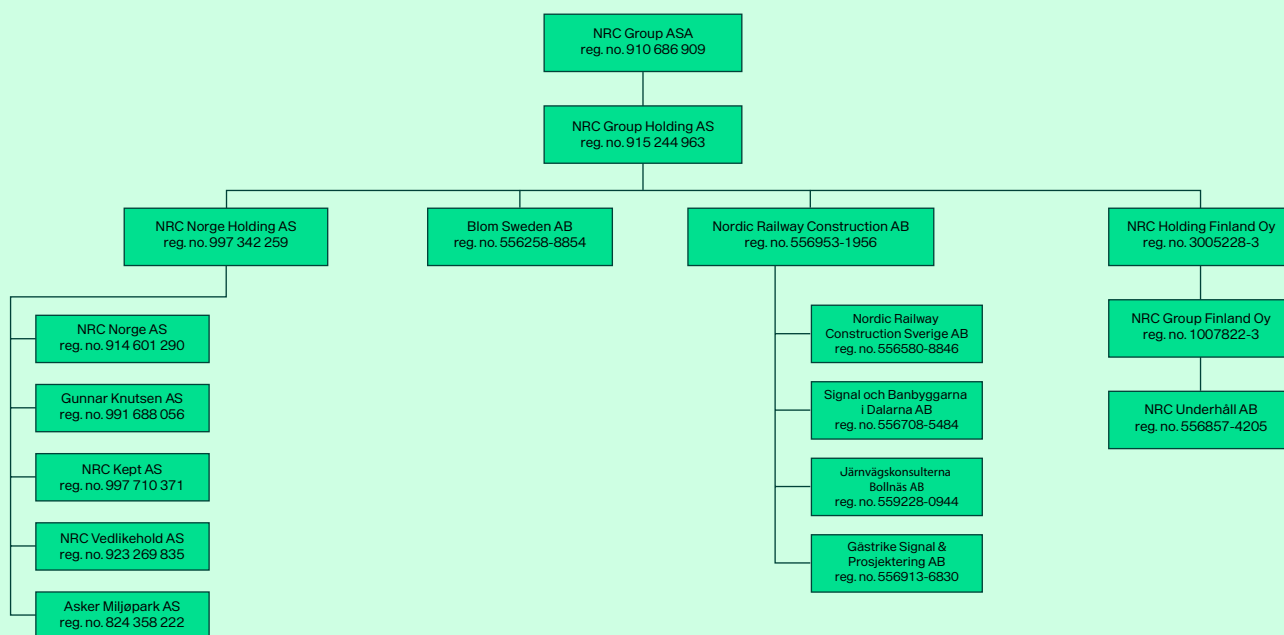 NRC Group ASA
reg. no. 910 686 909
NRC Group Holding AS
reg. no. 915 244 963
NRC Norge Holding AS
reg. no. 997 342 259
Blom Sweden AB
reg. no. 556258-8854
Nordic Railway Construction AB
reg. no. 556953-1956
NRC Holding Finland Oy
reg. no. 3005228-3
NRC Norge AS
reg. no. 914 601 290
Gunnar Knutsen AS
reg. no. 991 688 056
NRC Kept AS
reg. no. 997 710 371
NRC Vedlikehold AS
reg. no. 923 269 835
Asker Miljøpark AS
reg. no. 824 358 222
Nordic Railway
Construction Sverige AB
reg. no. 556580-8846
Signal och Banbyggarna
i Dalarna AB
reg. no. 556708-5484
Järnvägskonsulterna
Bollnäs AB
reg. no. 559228-0944
Gästrike Signal &
Prosjektering AB
reg. no. 556913-6830
NRC Group Finland Oy
reg. no. 1007822-3
NRC Underhåll AB
reg. no. 556857-4205